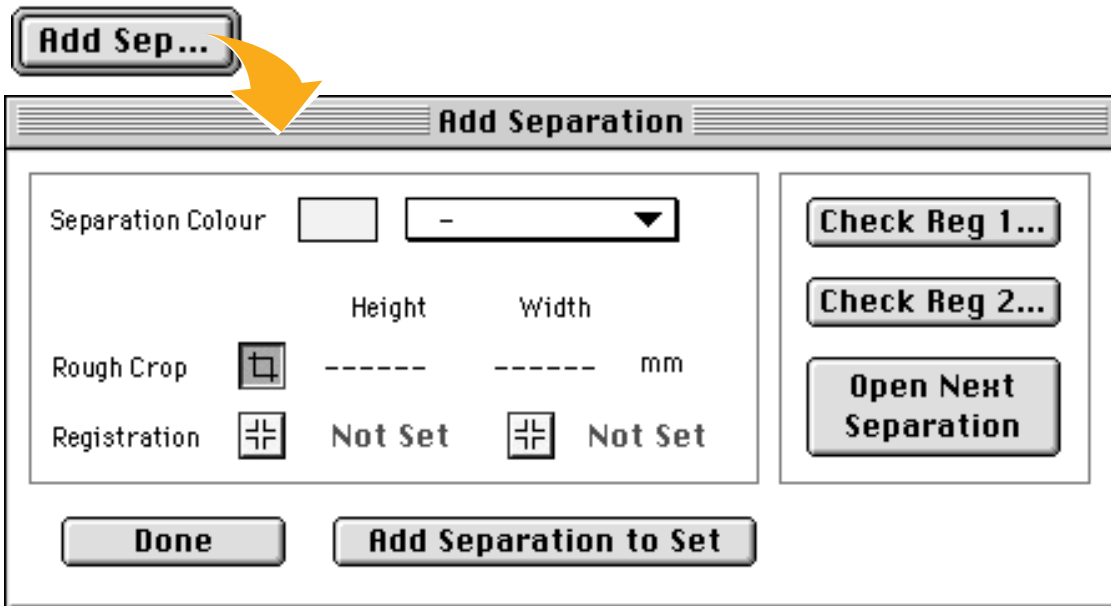 Add Sep...
Add Separation
Separation Colour -
Height Width
Rough Crop ------ ------ mm
Registration Not Set Not Set
Check Reg 1...
Check Reg 2...
Open Next
Separation
Done Add Separation to Set